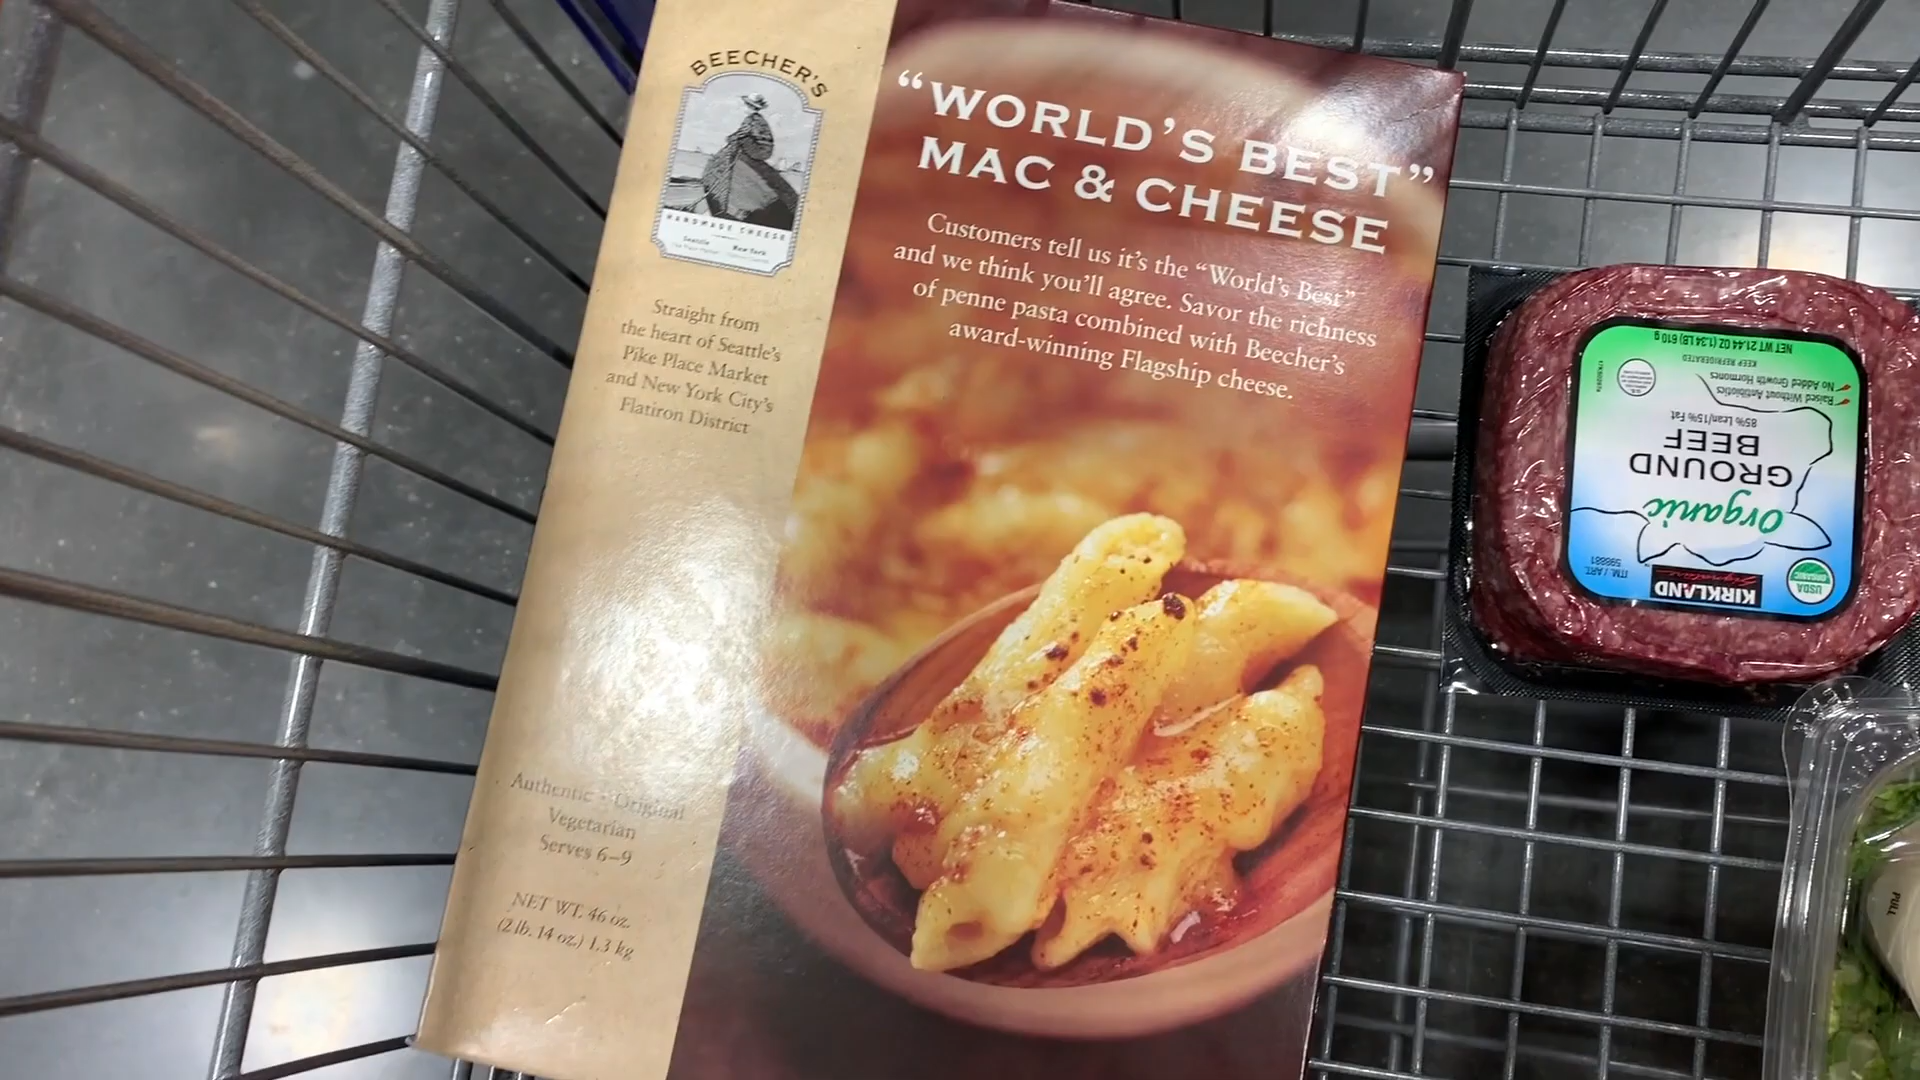 BEECHER'S
HANDMADE CHEESE
Seattle New York
Straight from
the heart of Seattle's
Pike Place Market
and New York City's
Flatiron District
Authentic + Original
Vegetarian
Serves 6–9
NET WT. 46 oz.
(2 lb. 14 oz.) 1.3 kg
“WORLD'S BEST”
MAC & CHEESE
Customers tell us it's the “World's Best”
and we think you'll agree. Savor the richness
of penne pasta combined with Beecher's
award-winning Flagship cheese.
USDA
ORGANIC
KIRKLAND
Signature
ITM. / ART.
598881
Organic
GROUND
BEEF
85% Lean/15% Fat
Raised Without Antibiotics
No Added Growth Hormones
KEEP REFRIGERATED
NET WT 21.44 OZ (1.34 LB) 610 g
PULL